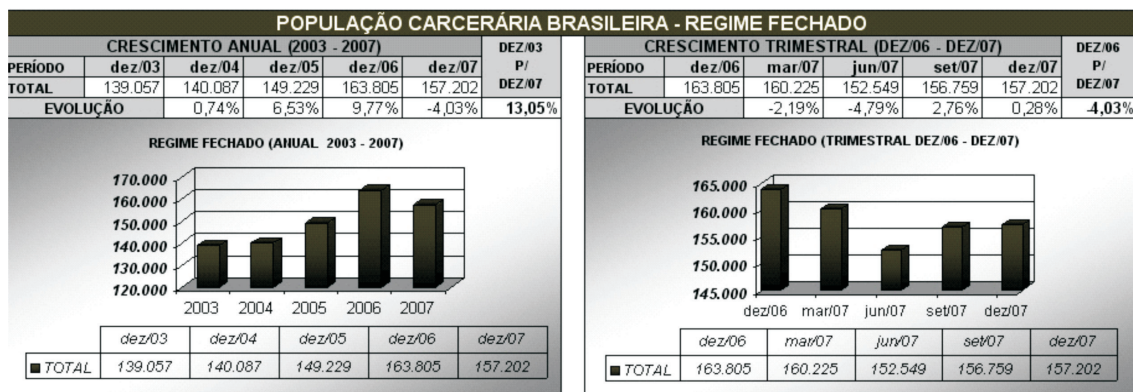 POPULAÇÃO CARCERÁRIA BRASILEIRA - REGIME FECHADO
CRESCIMENTO ANUAL (2003 - 2007) DEZ/03 P/ DEZ/07
PERÍODO dez/03 dez/04 dez/05 dez/06 dez/07
TOTAL 139.057 140.087 149.229 163.805 157.202
EVOLUÇÃO 0,74% 6,53% 9,77% -4,03% 13,05%
REGIME FECHADO (ANUAL 2003 - 2007)
170.000
160.000
150.000
140.000
130.000
120.000
2003 2004 2005 2006 2007
dez/03 dez/04 dez/05 dez/06 dez/07
TOTAL 139.057 140.087 149.229 163.805 157.202
CRESCIMENTO TRIMESTRAL (DEZ/06 - DEZ/07) DEZ/06 P/ DEZ/07
PERÍODO dez/06 mar/07 jun/07 set/07 dez/07
TOTAL 163.805 160.225 152.549 156.759 157.202
EVOLUÇÃO -2,19% -4,79% 2,76% 0,28% -4,03%
REGIME FECHADO (TRIMESTRAL DEZ/06 - DEZ/07)
165.000
160.000
155.000
150.000
145.000
dez/06 mar/07 jun/07 set/07 dez/07
dez/06 mar/07 jun/07 set/07 dez/07
TOTAL 163.805 160.225 152.549 156.759 157.202